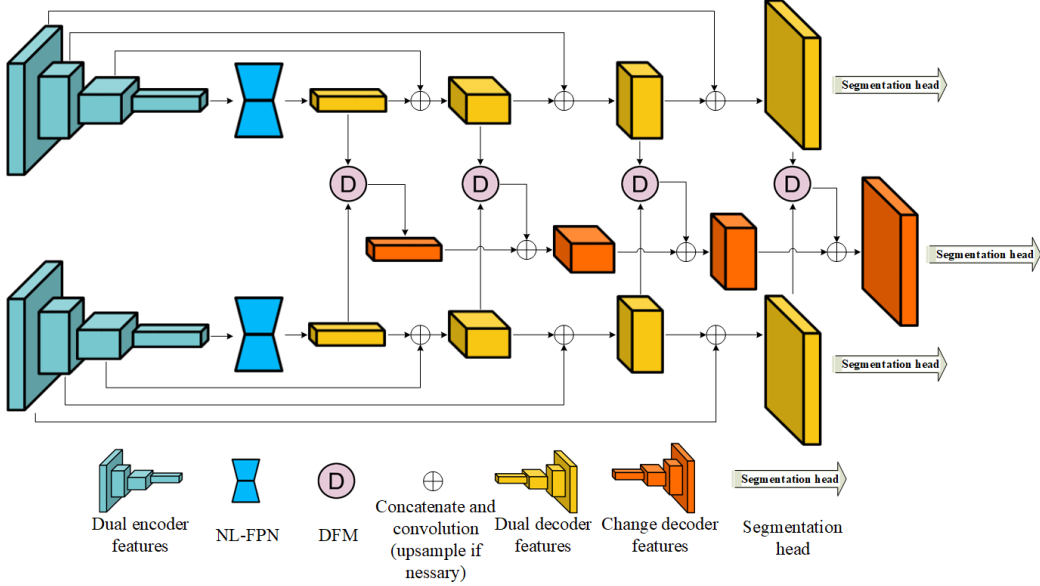 Segmentation head
D
D
D
D
Segmentation head
Segmentation head
D
Segmentation head
Dual encoder
features
NL-FPN
DFM
Concatenate and
convolution
(upsample if
nessary)
Dual decoder
features
Change decoder
features
Segmentation
head